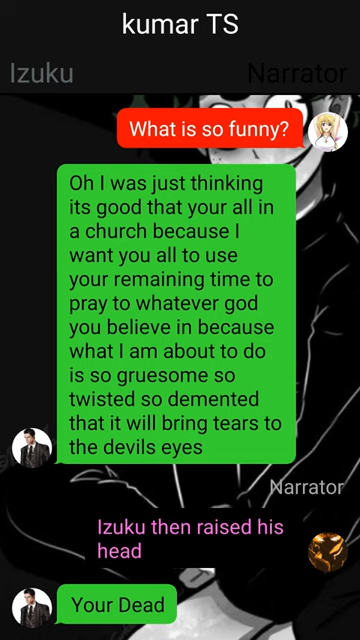 kumar TS
Izuku
Narrator
What is so funny?
Oh I was just thinking
its good that your all in
a church because I
want you all to use
your remaining time to
pray to whatever god
you believe in because
what I am about to do
is so gruesome so
twisted so demented
that it will bring tears to
the devils eyes
Narrator
Izuku then raised his
head
Your Dead